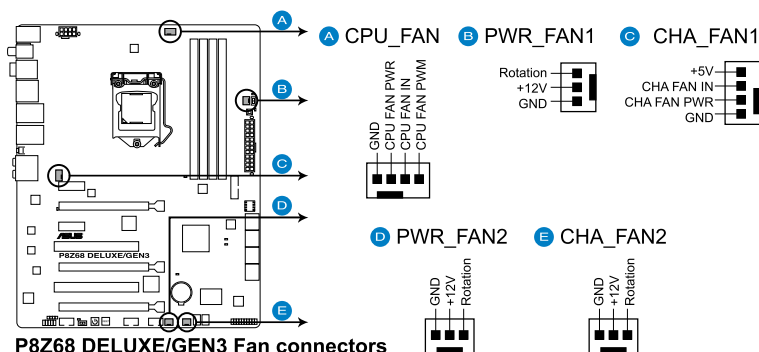 A CPU_FAN
B PWR_FAN1
C CHA_FAN1
A
B
C
D
E
GND
CPU FAN PWR
CPU FAN IN
CPU FAN PWM
Rotation
+12V
GND
+5V
CHA FAN IN
CHA FAN PWR
GND
D PWR_FAN2
E CHA_FAN2
GND
+12V
Rotation
GND
+12V
Rotation
ASUS
P8Z68 DELUXE/GEN3
P8Z68 DELUXE/GEN3 Fan connectors